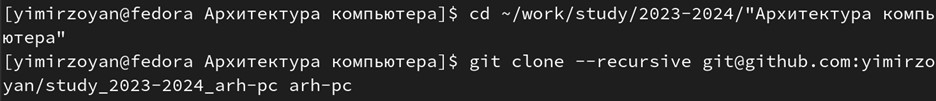 [yimirzoyan@fedora Архитектура компьютера]$ cd ~/work/study/2023-2024/"Архитектура компь
ютера"
[yimirzoyan@fedora Архитектура компьютера]$ git clone --recursive git@github.com:yimirzo
yan/study_2023-2024_arh-pc arh-pc